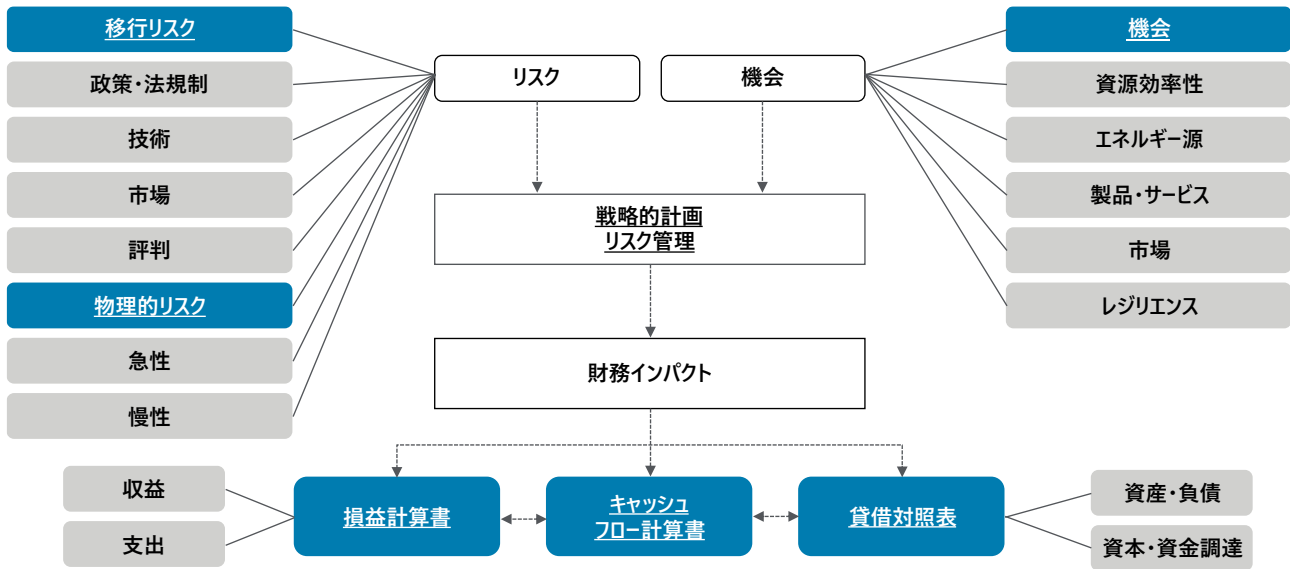 移行リスク
政策・法規制
技術
市場
評判
物理的リスク
急性
慢性
リスク
機会
戦略的計画
リスク管理
財務インパクト
機会
資源効率性
エネルギー源
製品・サービス
市場
レジリエンス
収益
支出
損益計算書
キャッシュ
フロー計算書
貸借対照表
資産・負債
資本・資金調達